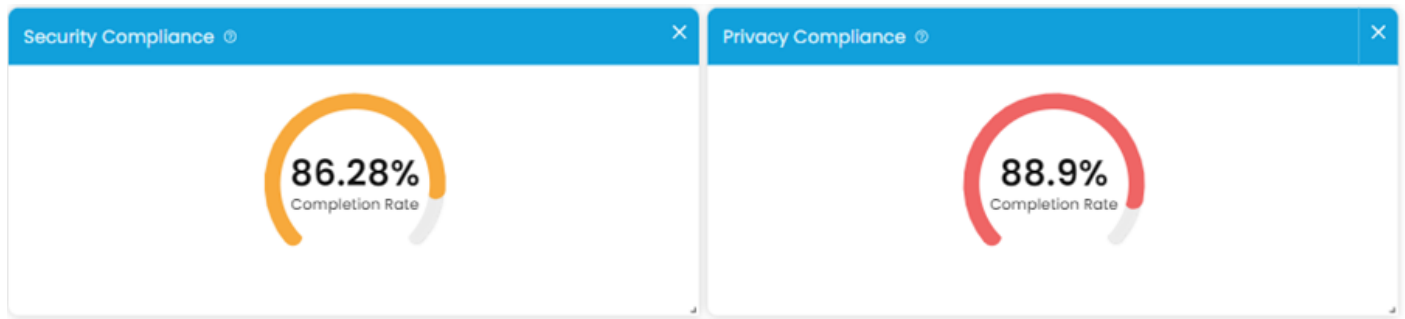 Security Compliance
86.28%
Completion Rate
Privacy Compliance
88.9%
Completion Rate